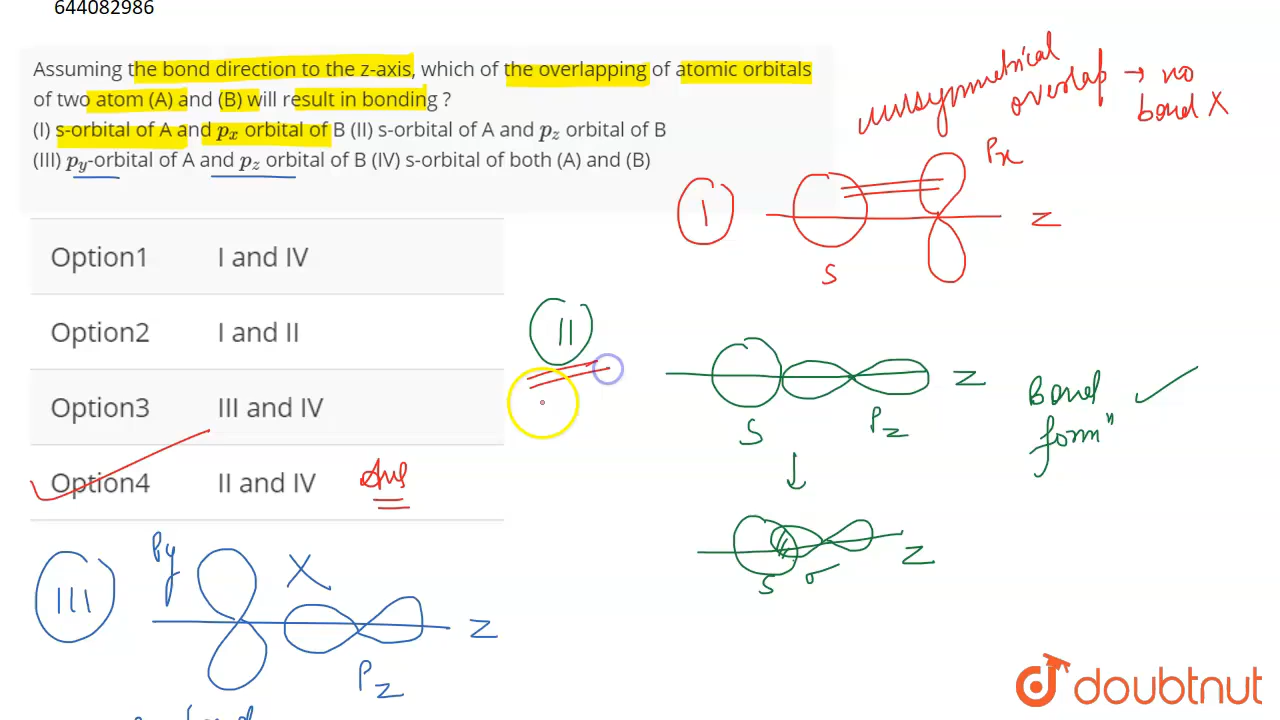 644082986
Assuming the bond direction to the z-axis, which of the overlapping of atomic orbitals
of two atom (A) and (B) will result in bonding ?
(I) s-orbital of A and pₓ orbital of B (II) s-orbital of A and p_z orbital of B
(III) p_y-orbital of A and p_z orbital of B (IV) s-orbital of both (A) and (B)
Option1 I and IV
Option2 I and II
Option3 III and IV
Option4 II and IV Ans
unsymmetrical
overlap → no
bond X
I
S
Px
Z
II
S
Pz
Z
Bond
formⁿ
S
σ
Z
III
Py
X
Pz
Z
doubtnut